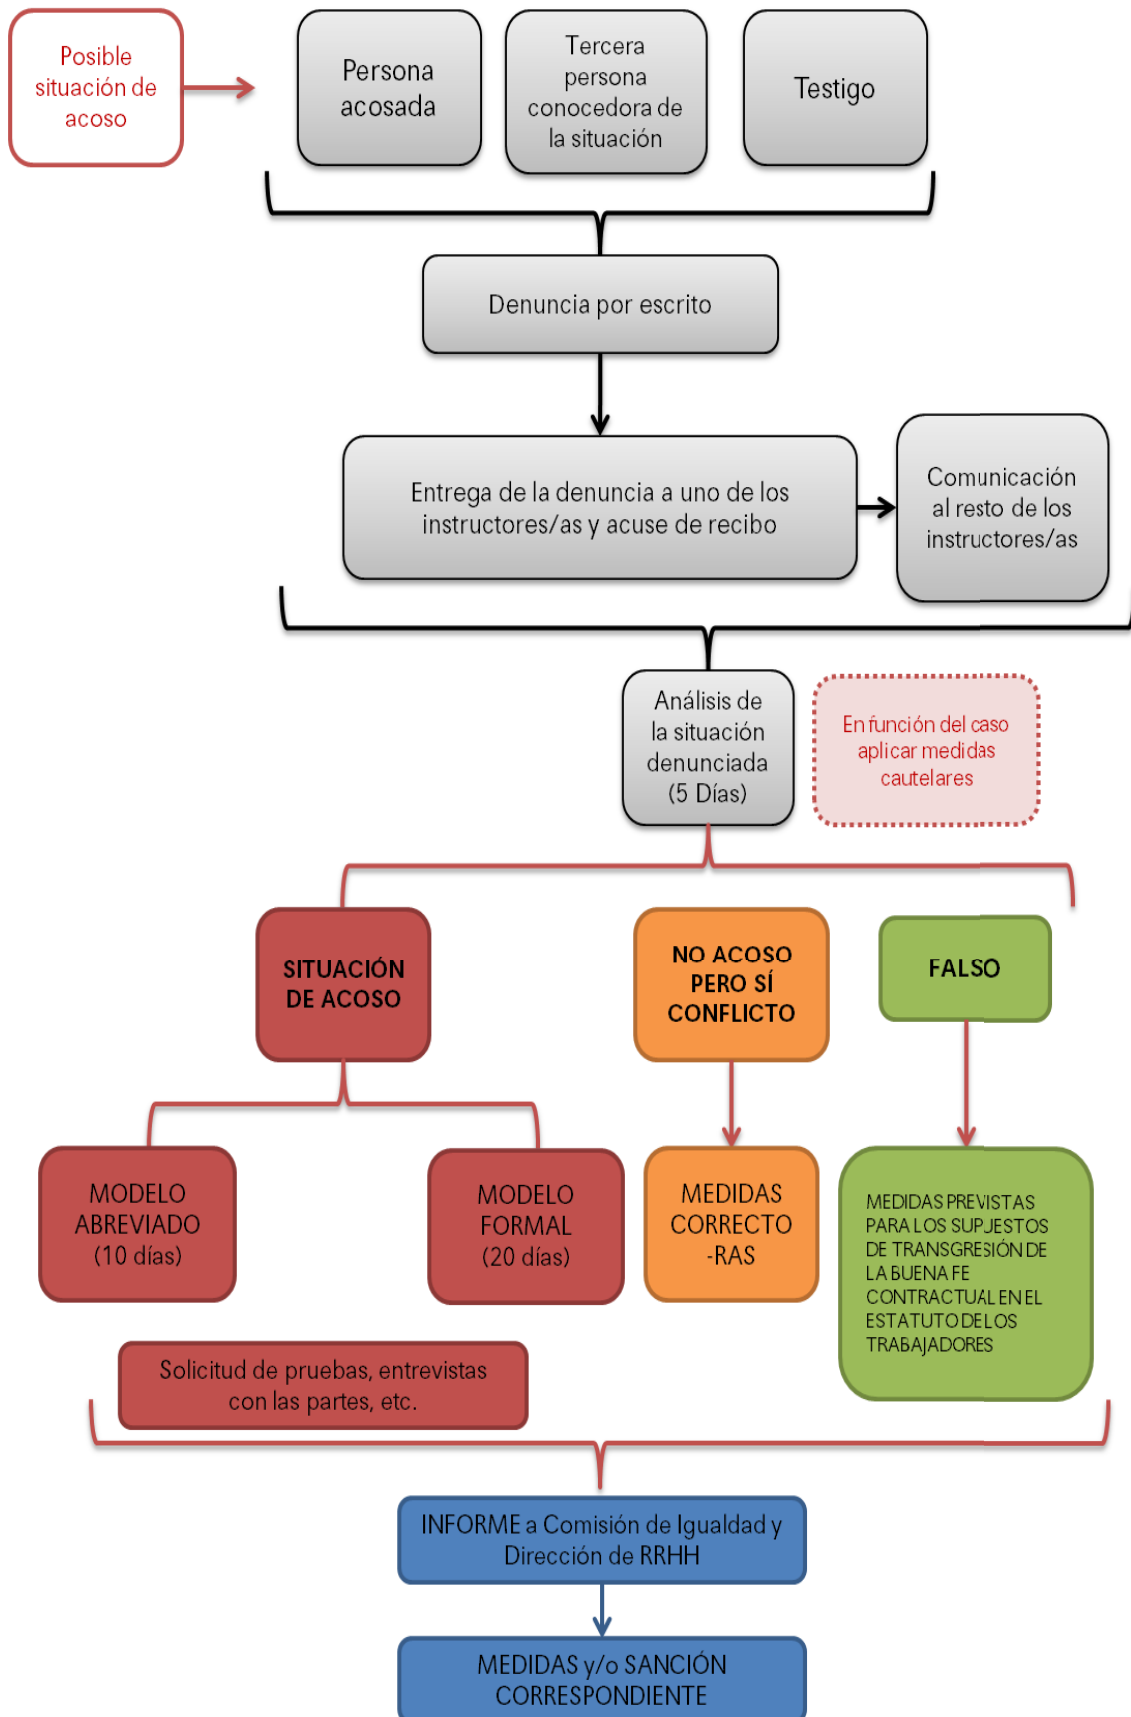 Posible
situación de
acoso
Persona
acosada
Tercera
persona
conocedora de
la situación
Testigo
Denuncia por escrito
Entrega de la denuncia a uno de los
instructores/as y acuse de recibo
Comunicación
al resto de los
instructores/as
Análisis de
la situación
denunciada
(5 Días)
En función del caso
aplicar medidas
cautelares
SITUACIÓN
DE ACOSO
NO ACOSO
PERO SÍ
CONFLICTO
FALSO
MODELO
ABREVIADO
(10 días)
MODELO
FORMAL
(20 días)
MEDIDAS
CORRECTO
-RAS
MEDIDAS PREVISTAS
PARA LOS SUPUESTOS
DE TRANSGRESIÓN DE
LA BUENA FE
CONTRACTUAL EN EL
ESTATUTO DE LOS
TRABAJADORES
Solicitud de pruebas, entrevistas
con las partes, etc.
INFORME a Comisión de Igualdad y
Dirección de RRHH
MEDIDAS y/o SANCIÓN
CORRESPONDIENTE